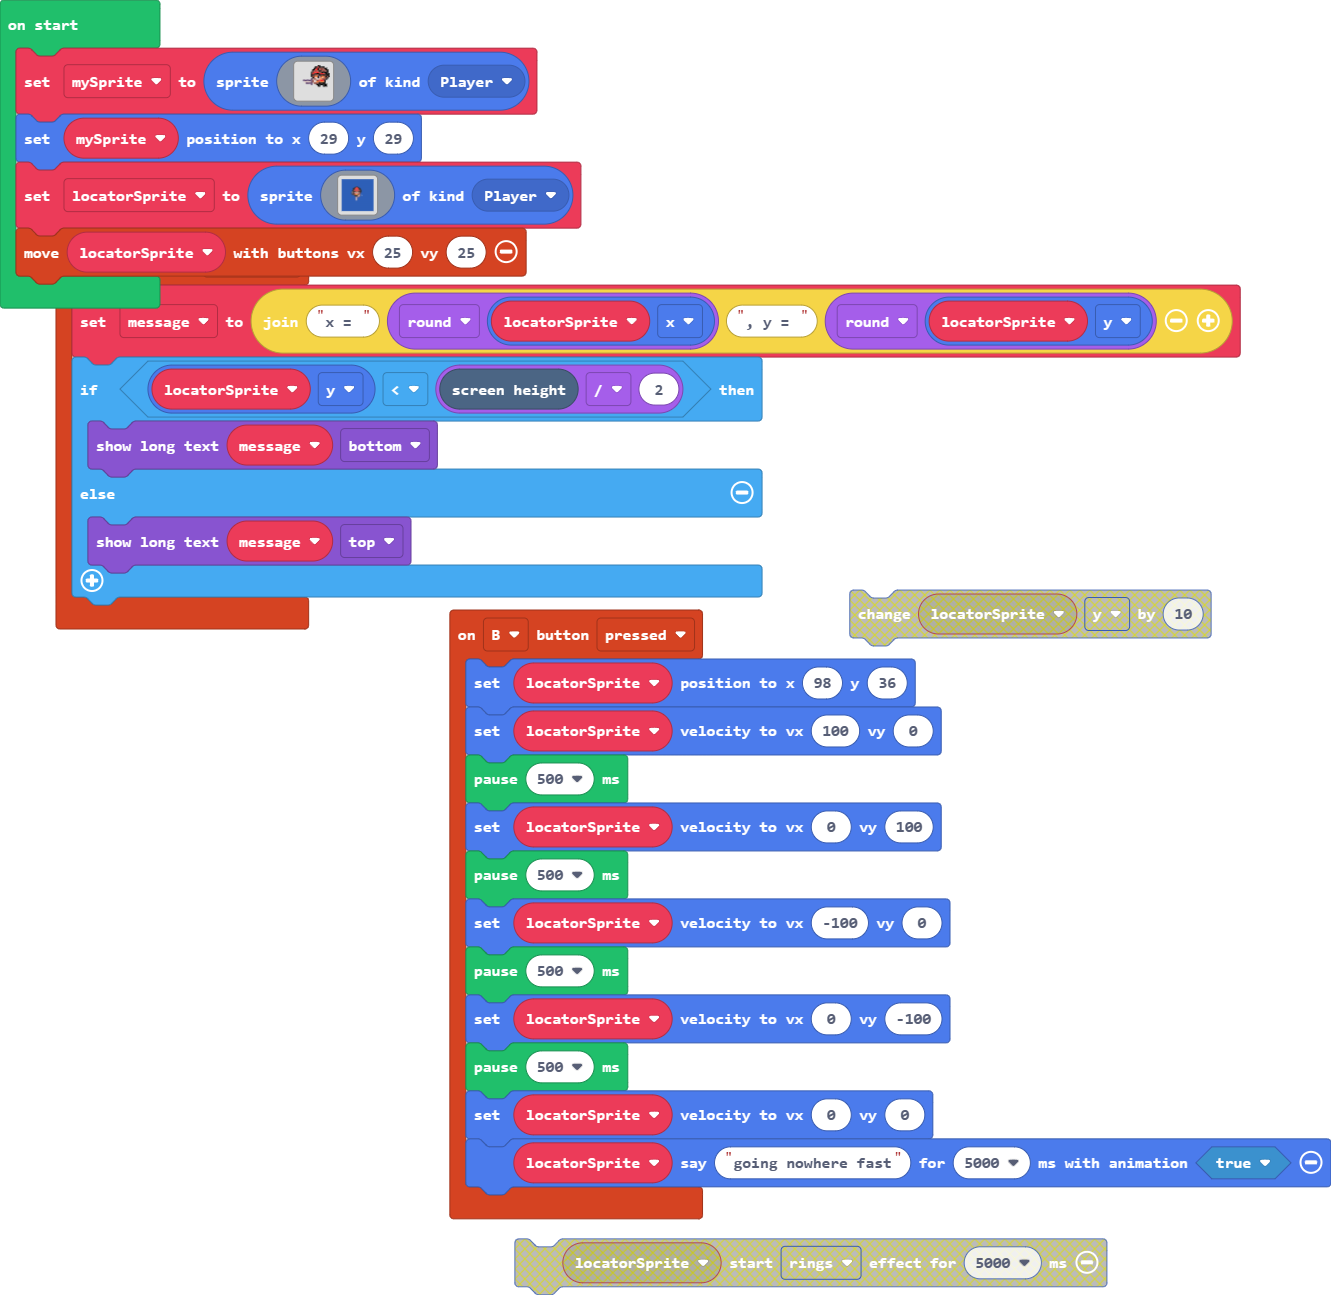 on start
set mySprite to sprite of kind Player
set mySprite position to x 29 y 29
set locatorSprite to sprite of kind Player
move locatorSprite with buttons vx 25 vy 25
set message to join "x = " round locatorSprite x ", y = " round locatorSprite y
if locatorSprite y < screen height / 2 then
show long text message bottom
else
show long text message top
change locatorSprite y by 10
on B button pressed
set locatorSprite position to x 98 y 36
set locatorSprite velocity to vx 100 vy 0
pause 500 ms
set locatorSprite velocity to vx 0 vy 100
pause 500 ms
set locatorSprite velocity to vx -100 vy 0
pause 500 ms
set locatorSprite velocity to vx 0 vy -100
pause 500 ms
set locatorSprite velocity to vx 0 vy 0
locatorSprite say "going nowhere fast" for 5000 ms with animation true
locatorSprite start rings effect for 5000 ms